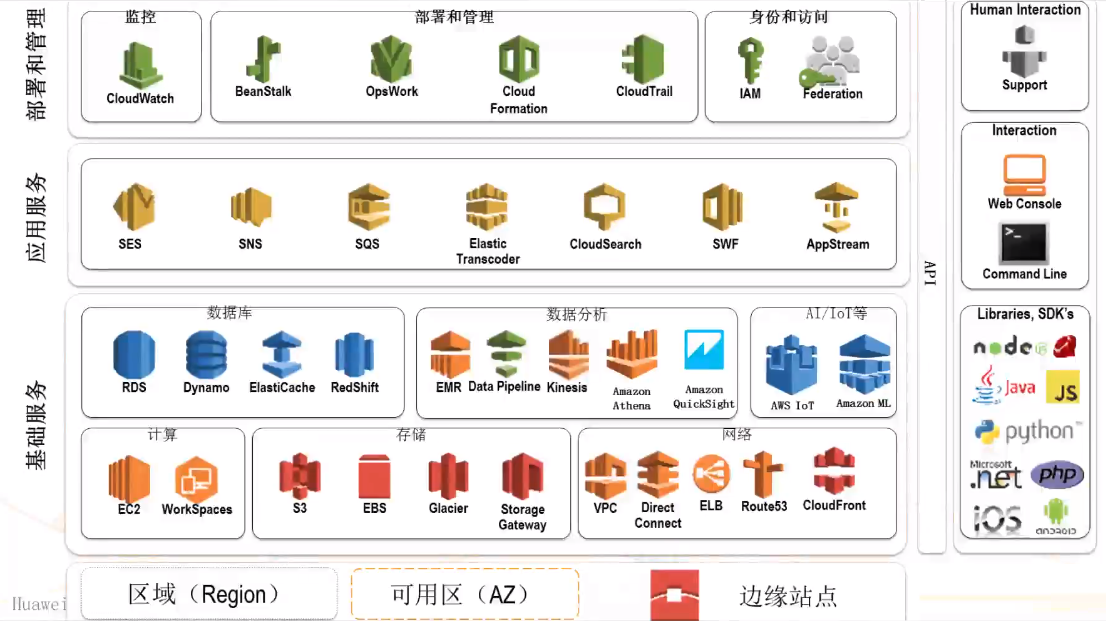 部署和管理
监控
CloudWatch
部署和管理
BeanStalk
OpsWork
Cloud
Formation
CloudTrail
身份和访问
IAM
Federation
应用服务
SES
SNS
SQS
Elastic
Transcoder
CloudSearch
SWF
AppStream
基础服务
数据库
RDS
Dynamo
ElastiCache
RedShift
数据分析
EMR
Data Pipeline
Kinesis
Amazon
Athena
Amazon
QuickSight
AI/IoT等
AWS IoT
Amazon ML
计算
EC2
WorkSpaces
存储
S3
EBS
Glacier
Storage
Gateway
网络
VPC
Direct
Connect
ELB
Route53
CloudFront
区域（Region）
可用区（AZ）
边缘站点
Huawei
API
Human Interaction
Support
Interaction
Web Console
>_
Command Line
Libraries, SDK's
node JS
Java
JS
python™
Microsoft
.net
php
iOS
ANDROID